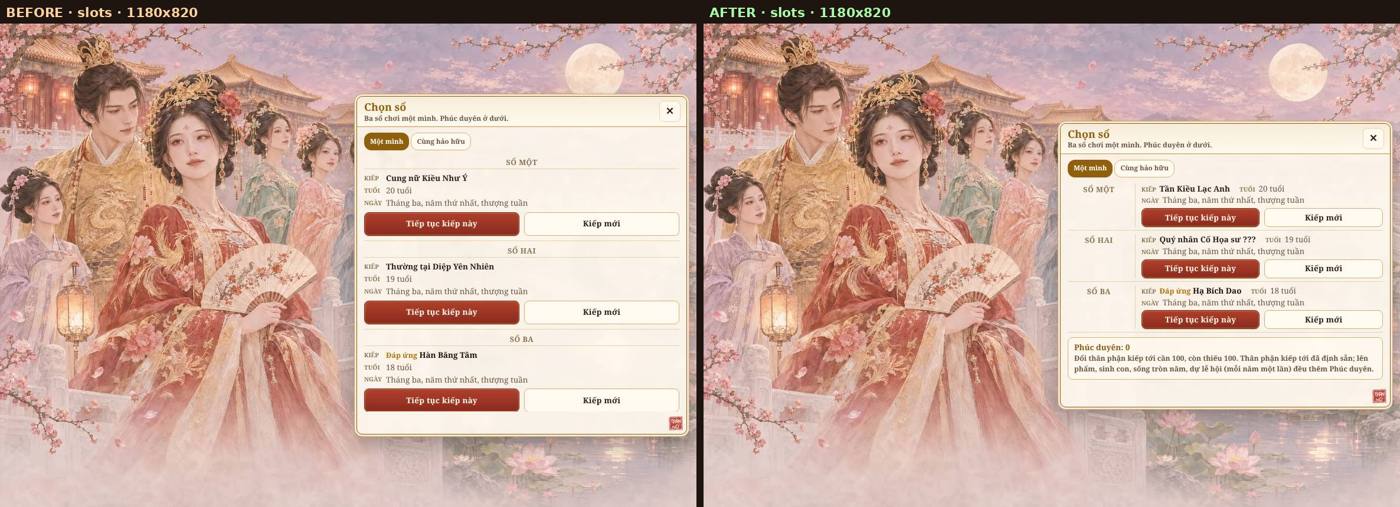 BEFORE · slots · 1180x820
Chọn sổ
Ba sổ chơi một mình. Phúc duyên ở dưới.
×
Một mình
Cùng hảo hữu
SỔ MỘT
KIẾP Cung nữ Kiều Như Ý
TUỔI 20 tuổi
NGÀY Tháng ba, năm thứ nhất, thượng tuần
Tiếp tục kiếp này
Kiếp mới
SỔ HAI
KIẾP Thường tại Diệp Yên Nhiên
TUỔI 19 tuổi
NGÀY Tháng ba, năm thứ nhất, thượng tuần
Tiếp tục kiếp này
Kiếp mới
SỔ BA
KIẾP Đáp ứng Hàn Băng Tâm
TUỔI 18 tuổi
NGÀY Tháng ba, năm thứ nhất, thượng tuần
Tiếp tục kiếp này
Kiếp mới
AFTER · slots · 1180x820
Chọn sổ
Ba sổ chơi một mình. Phúc duyên ở dưới.
×
Một mình
Cùng hảo hữu
SỔ MỘT
KIẾP Tần Kiều Lạc Anh TUỔI 20 tuổi
NGÀY Tháng ba, năm thứ nhất, thượng tuần
Tiếp tục kiếp này
Kiếp mới
SỔ HAI
KIẾP Quý nhân Cố Họa sư ??? TUỔI 19 tuổi
NGÀY Tháng ba, năm thứ nhất, thượng tuần
Tiếp tục kiếp này
Kiếp mới
SỔ BA
KIẾP Đáp ứng Hạ Bích Dao TUỔI 18 tuổi
NGÀY Tháng ba, năm thứ nhất, thượng tuần
Tiếp tục kiếp này
Kiếp mới
Phúc duyên: 0
Đổi thân phận kiếp tới cần 100, còn thiếu 100. Thân phận kiếp tới đã định sẵn; lên
phẩm, sinh con, sống tròn năm, dự lễ hội (mỗi năm một lần) đều thêm Phúc duyên.